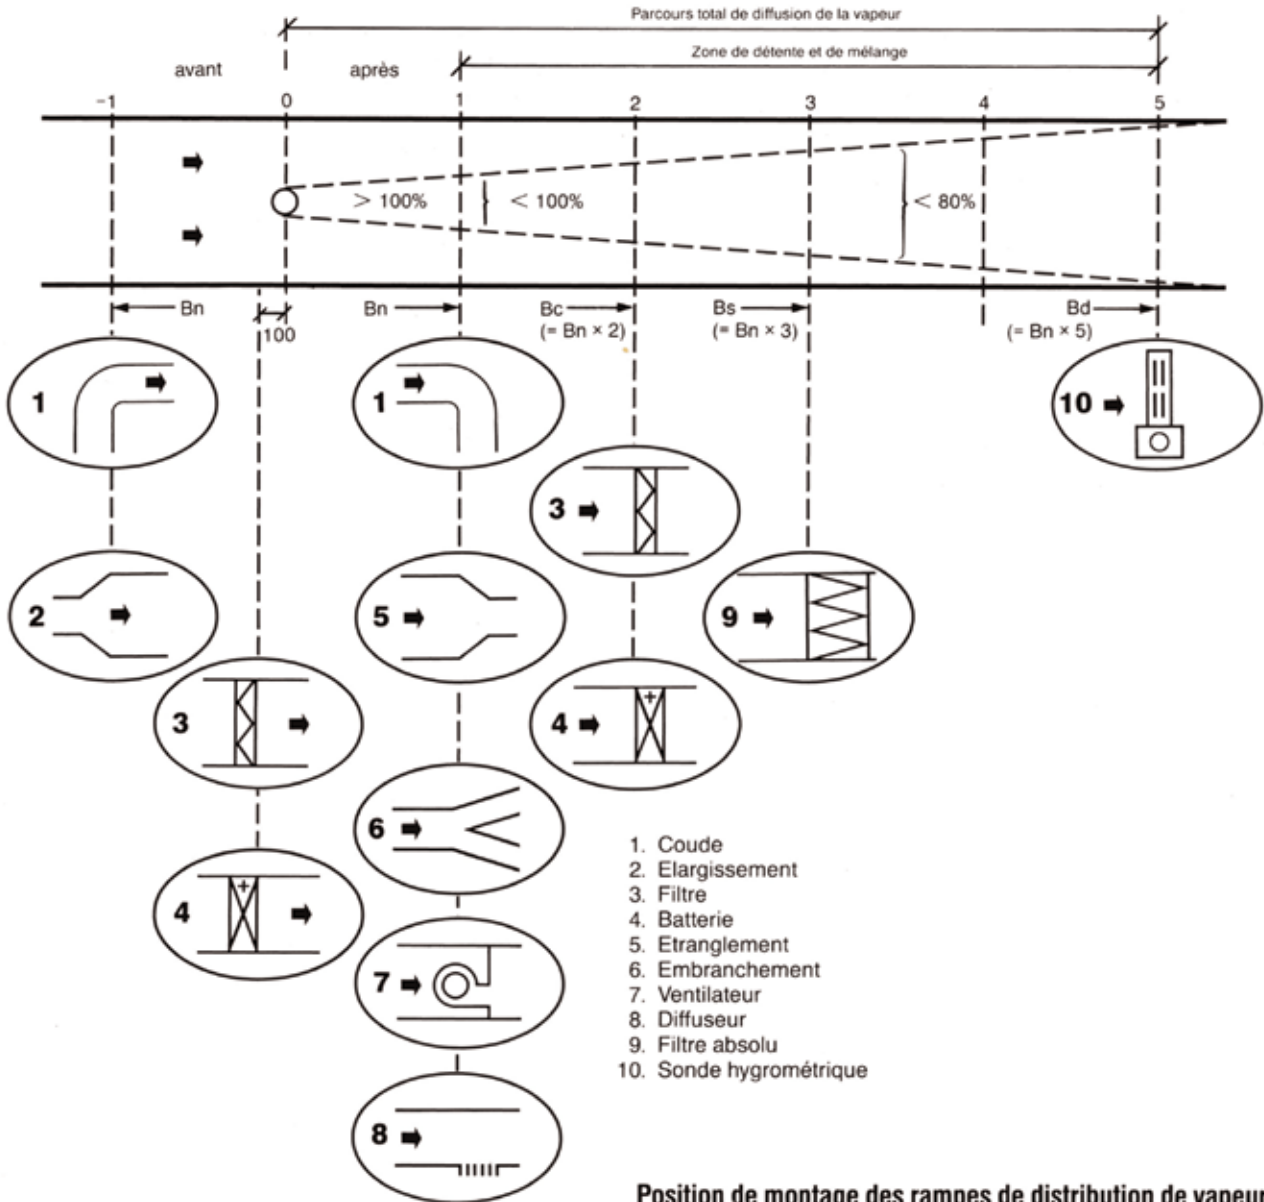 Parcours total de diffusion de la vapeur
Zone de détente et de mélange
avant
après
-1
0
1
2
3
4
5
> 100%
< 100%
< 80%
Bn
100
Bn
Bc
(= Bn × 2)
Bs
(= Bn × 3)
Bd
(= Bn × 5)
1
1
10
3
2
5
9
3
4
6
4
7
8
1. Coude
2. Elargissement
3. Filtre
4. Batterie
5. Etranglement
6. Embranchement
7. Ventilateur
8. Diffuseur
9. Filtre absolu
10. Sonde hygrométrique
Position de montage des rampes de distribution de vapeur